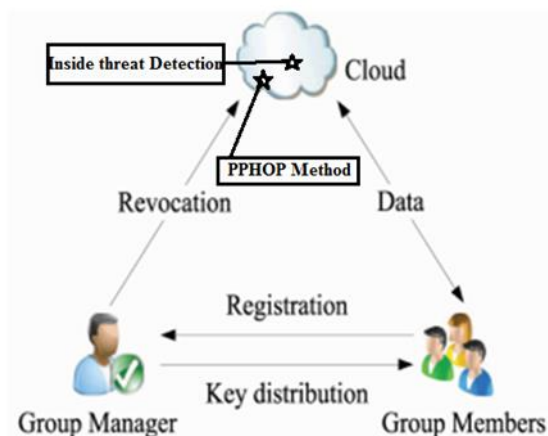 Inside threat Detection
Cloud
PPHOP Method
Revocation
Data
Registration
Key distribution
Group Manager
Group Members